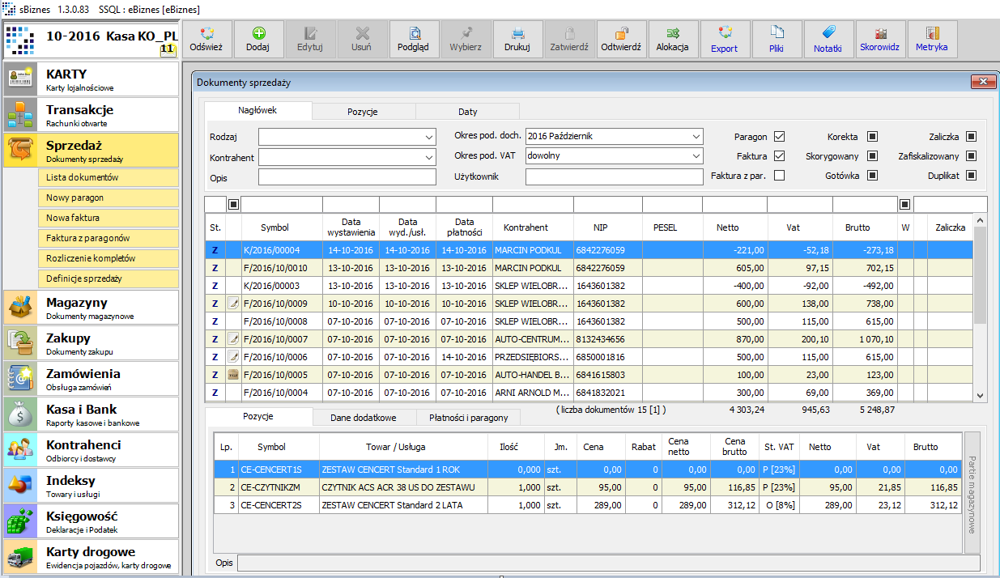 sBiznes 1.3.0.83 SSQL : eBiznes [eBiznes]
10-2016 Kasa KO_PL
11
Odśwież
Dodaj
Edytuj
Usuń
Podgląd
Wybierz
Drukuj
Zatwierdź
Odtwierdź
Alokacja
Export
Pliki
Notatki
Skorowidz
Metryka
KARTY
Karty lojalnościowe
Transakcje
Rachunki otwarte
Sprzedaż
Dokumenty sprzedaży
Lista dokumentów
Nowy paragon
Nowa faktura
Faktura z paragonów
Rozliczenie kompletów
Definicje sprzedaży
Magazyny
Dokumenty magazynowe
Zakupy
Dokumenty zakupu
Zamówienia
Obsługa zamówień
Kasa i Bank
Raporty kasowe i bankowe
Kontrahenci
Odbiorcy i dostawcy
Indeksy
Towary i usługi
Księgowość
Deklaracje i Podatek
Karty drogowe
Ewidencja pojazdów, karty drogowe
Dokumenty sprzedaży
Nagłówek Pozycje Daty
Rodzaj Okres pod. doch. 2016 Październik Paragon Korekta Zaliczka
Kontrahent Okres pod. VAT dowolny Faktura Skorygowany Zafiskalizowany
Opis Użytkownik Faktura z par. Gotówka Duplikat
St. Symbol Data wystawienia Data wyd./usł. Data płatności Kontrahent NIP PESEL Netto Vat Brutto W Zaliczka
Z K/2016/00004 14-10-2016 14-10-2016 14-10-2016 MARCIN PODKUL 6842276059 -221,00 -52,18 -273,18
Z F/2016/10/0010 13-10-2016 13-10-2016 13-10-2016 MARCIN PODKUL 6842276059 605,00 97,15 702,15
Z K/2016/00003 13-10-2016 13-10-2016 13-10-2016 SKLEP WIELOBR... 1643601382 -400,00 -92,00 -492,00
Z F/2016/10/0009 10-10-2016 10-10-2016 10-10-2016 SKLEP WIELOBR... 1643601382 600,00 138,00 738,00
Z F/2016/10/0008 07-10-2016 07-10-2016 07-10-2016 SKLEP WIELOBR... 1643601382 500,00 115,00 615,00
Z F/2016/10/0007 07-10-2016 07-10-2016 07-10-2016 AUTO-CENTRUM... 8132434656 870,00 200,10 1 070,10
Z F/2016/10/0006 07-10-2016 07-10-2016 14-10-2016 PRZEDSIĘBIORS... 6850001816 500,00 115,00 615,00
Z F/2016/10/0005 07-10-2016 07-10-2016 07-10-2016 AUTO-HANDEL B... 6841615803 100,00 23,00 123,00
Z F/2016/10/0004 07-10-2016 07-10-2016 07-10-2016 ARNI ARNOLD M... 6841832021 300,00 69,00 369,00
( liczba dokumentów 15 [1] ) 4 303,24 945,63 5 248,87
Pozycje Dane dodatkowe Płatności i paragony
Lp. Symbol Towar / Usługa Ilość Jm. Cena Rabat Cena netto Cena brutto St. VAT Netto Vat Brutto
1 CE-CENCERT1S ZESTAW CENCERT Standard 1 ROK 0,000 szt. 0,00 0 0,00 0,00 P [23%] 0,00 0,00 0,00
2 CE-CZYTNIKZM CZYTNIK ACS ACR 38 US DO ZESTAWU 1,000 szt. 95,00 0 95,00 116,85 P [23%] 95,00 21,85 116,85
3 CE-CENCERT2S ZESTAW CENCERT Standard 2 LATA 1,000 szt. 289,00 0 289,00 312,12 O [8%] 289,00 23,12 312,12
Partie magazynowe
Opis